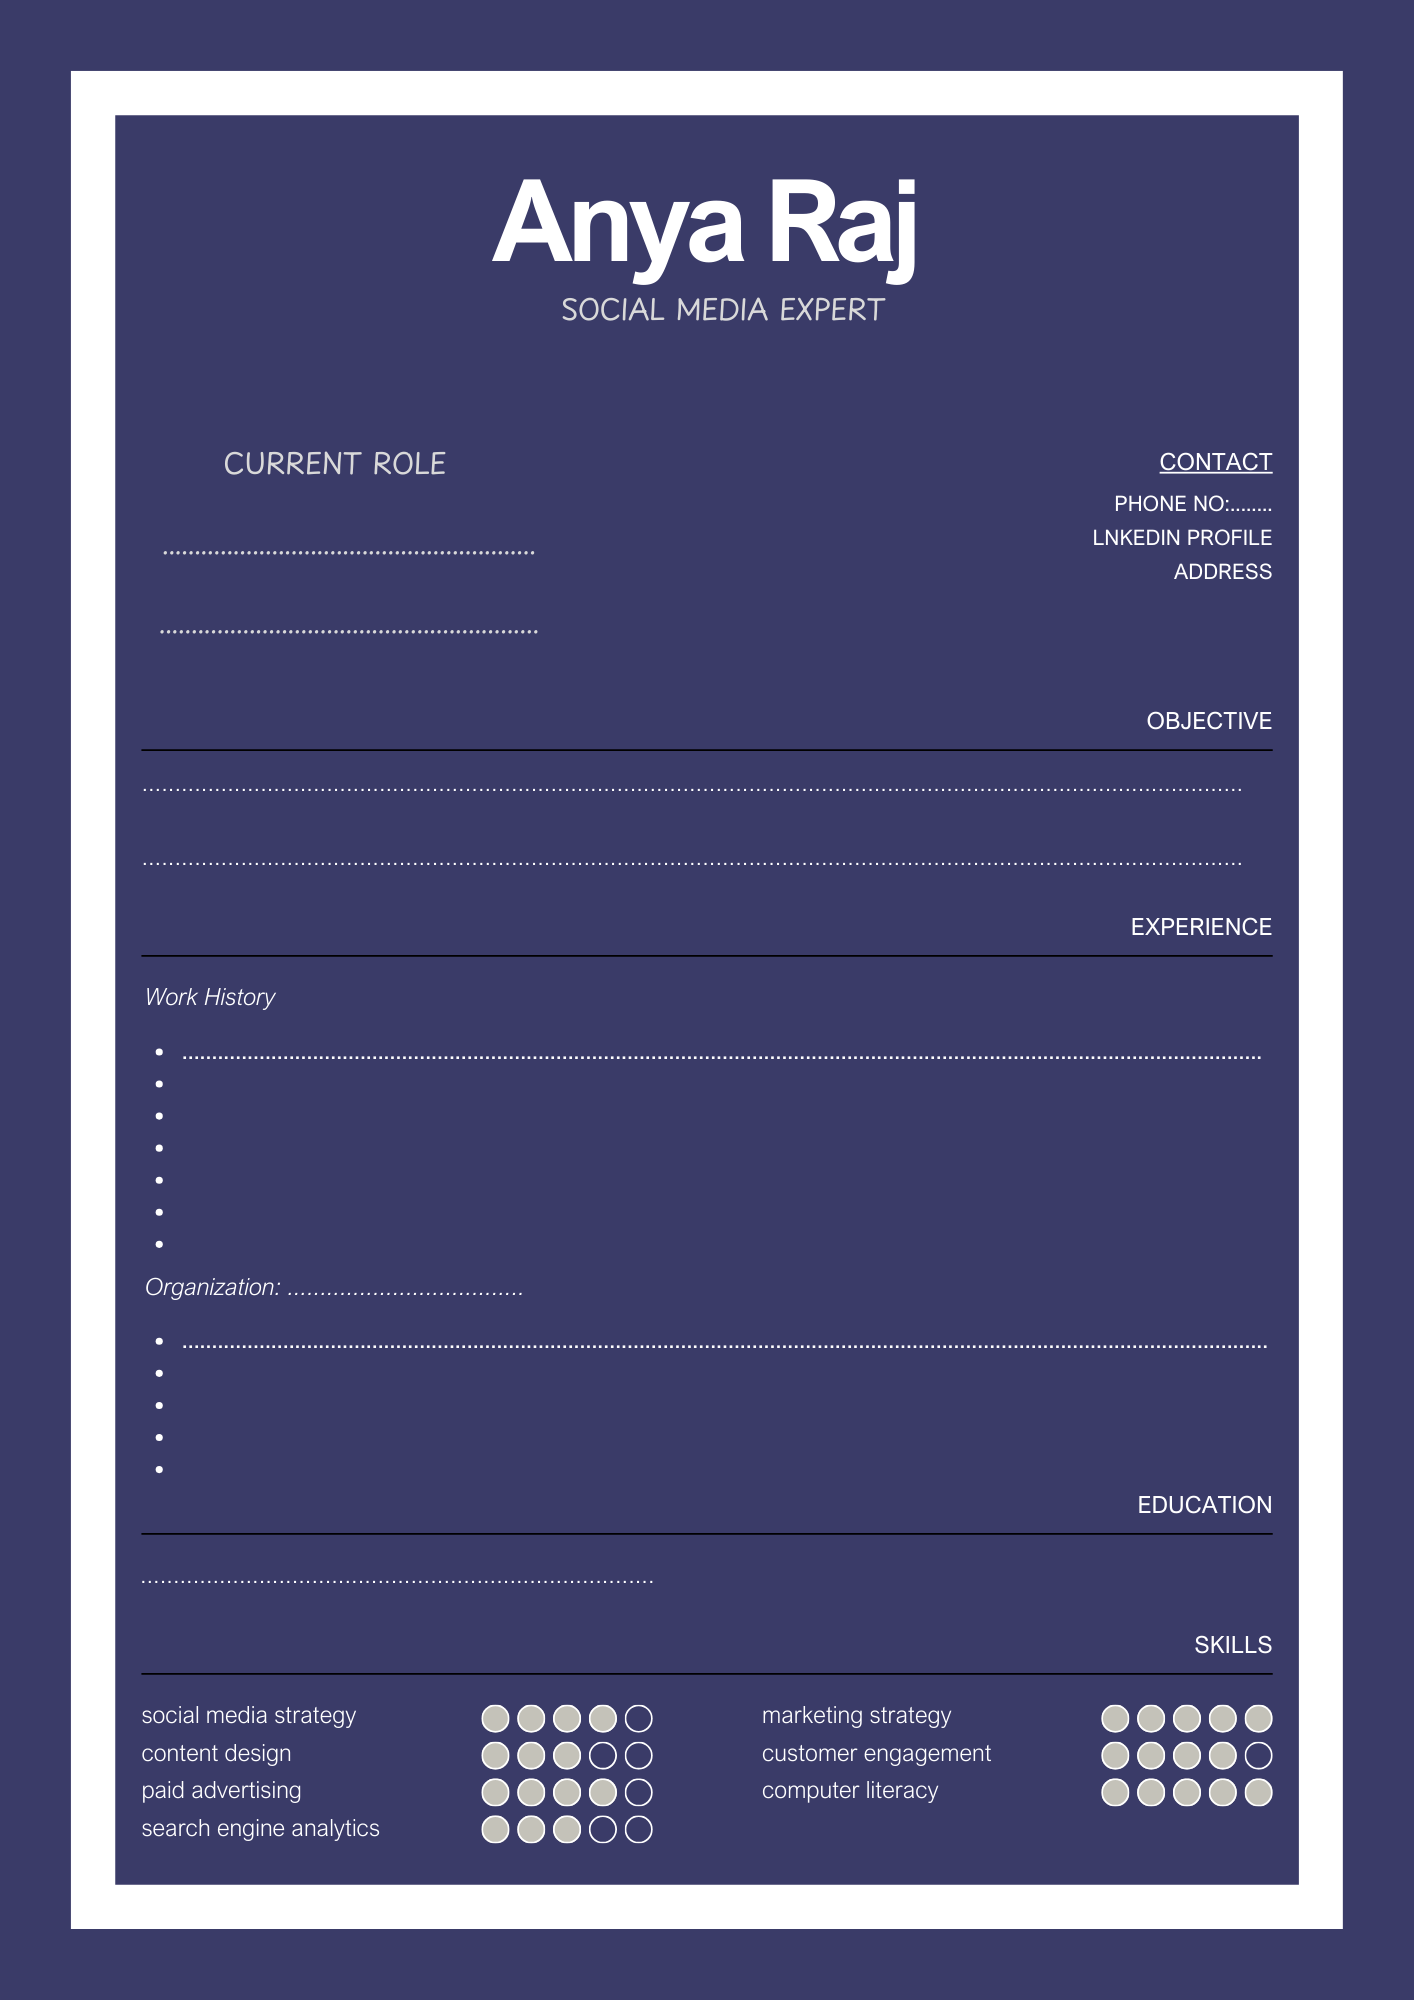 Anya Raj
SOCIAL MEDIA EXPERT
CURRENT ROLE
...........................................................
............................................................
CONTACT
PHONE NO:........
LNKEDIN PROFILE
ADDRESS
OBJECTIVE
................................................................................................................................................................
................................................................................................................................................................
EXPERIENCE
Work History
• ................................................................................................................................................................
•
•
•
•
•
•
Organization: ....................................
• ................................................................................................................................................................
•
•
•
•
EDUCATION
...............................................................................
SKILLS
social media strategy
content design
paid advertising
search engine analytics
marketing strategy
customer engagement
computer literacy